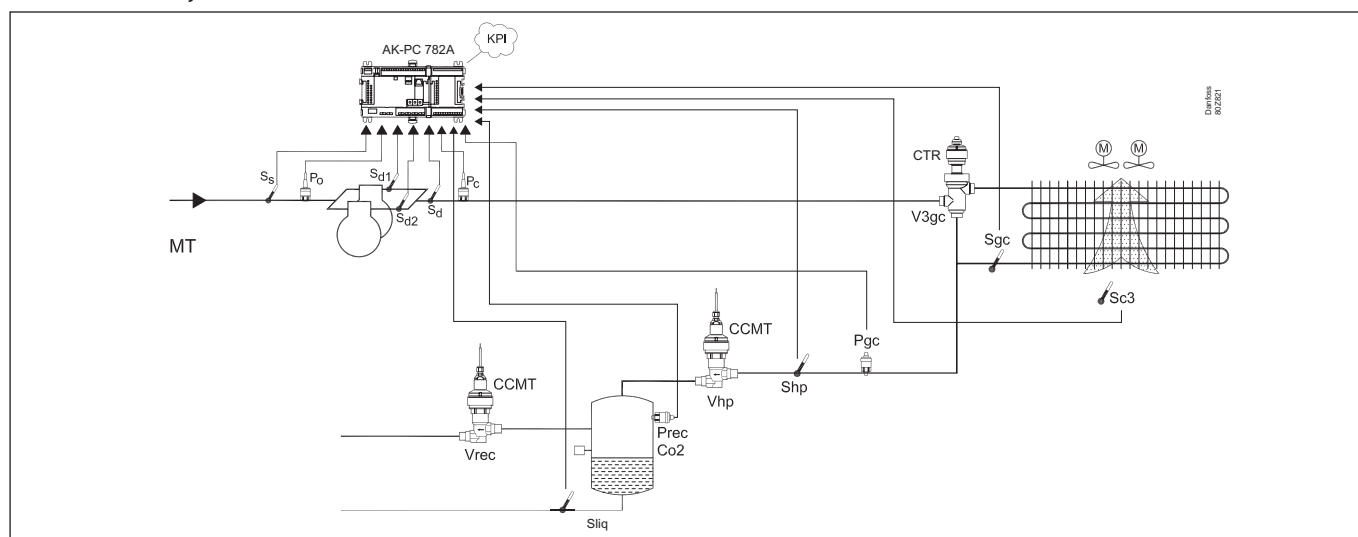 KPI
AK-PC 782A
Danfoss
80Z821
CTR
M
M
Ss
Po
Sd1
Pc
Sd2
Sd
V3gc
MT
Sgc
Sc3
CCMT
Pgc
CCMT
Shp
Vhp
Prec
Co2
Vrec
Sliq